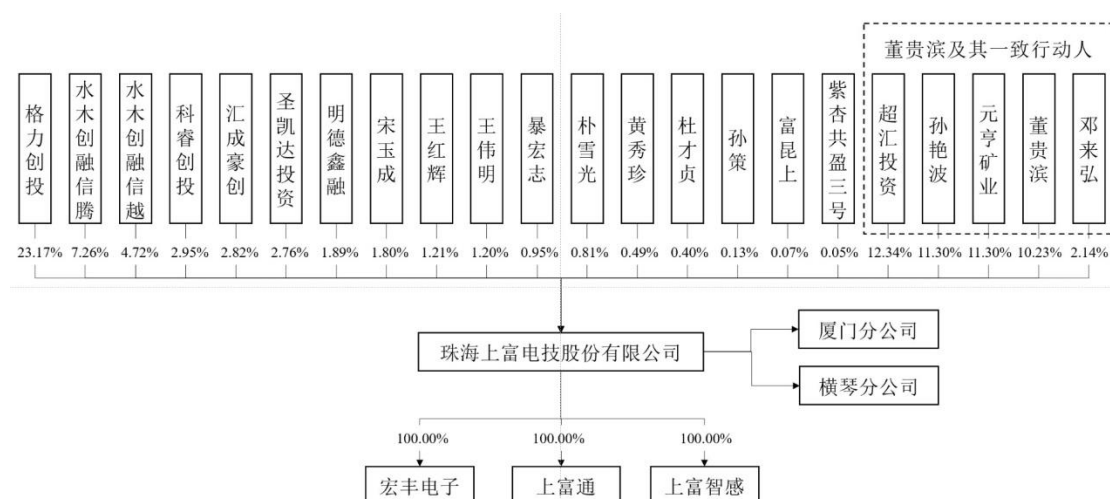 董贵滨及其一致行动人
格力创投
水木创融信腾
水木创融信越
科睿创投
汇成豪创
圣凯达投资
明德鑫融
宋玉成
王红辉
王伟明
暴宏志
朴雪光
黄秀珍
杜才贞
孙策
富昆上
紫杏共盈三号
超汇投资
孙艳波
元亨矿业
董贵滨
邓来弘
23.17% 7.26% 4.72% 2.95% 2.82% 2.76% 1.89% 1.80% 1.21% 1.20% 0.95% 0.81% 0.49% 0.40% 0.13% 0.07% 0.05% 12.34% 11.30% 11.30% 10.23% 2.14%
厦门分公司
珠海上富电技股份有限公司
横琴分公司
100.00% 100.00% 100.00%
宏丰电子 上富通 上富智感